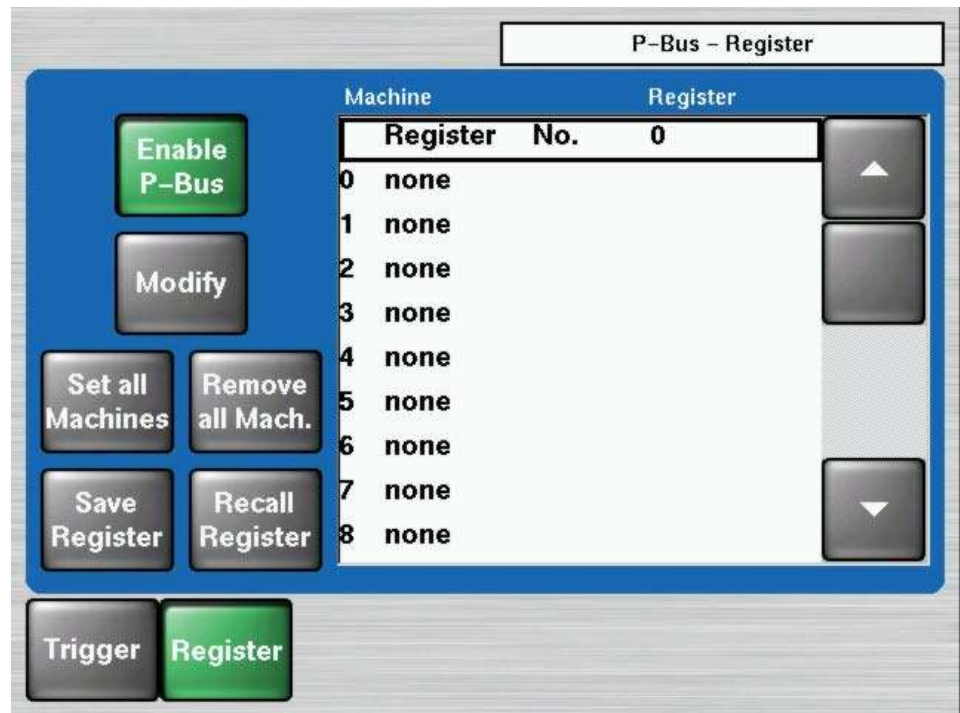 P-Bus - Register
Machine Register
Enable
P-Bus
Modify
Set all
Machines
Remove
all Mach.
Save
Register
Recall
Register
Register No. 0
0 none
1 none
2 none
3 none
4 none
5 none
6 none
7 none
8 none
Trigger
Register